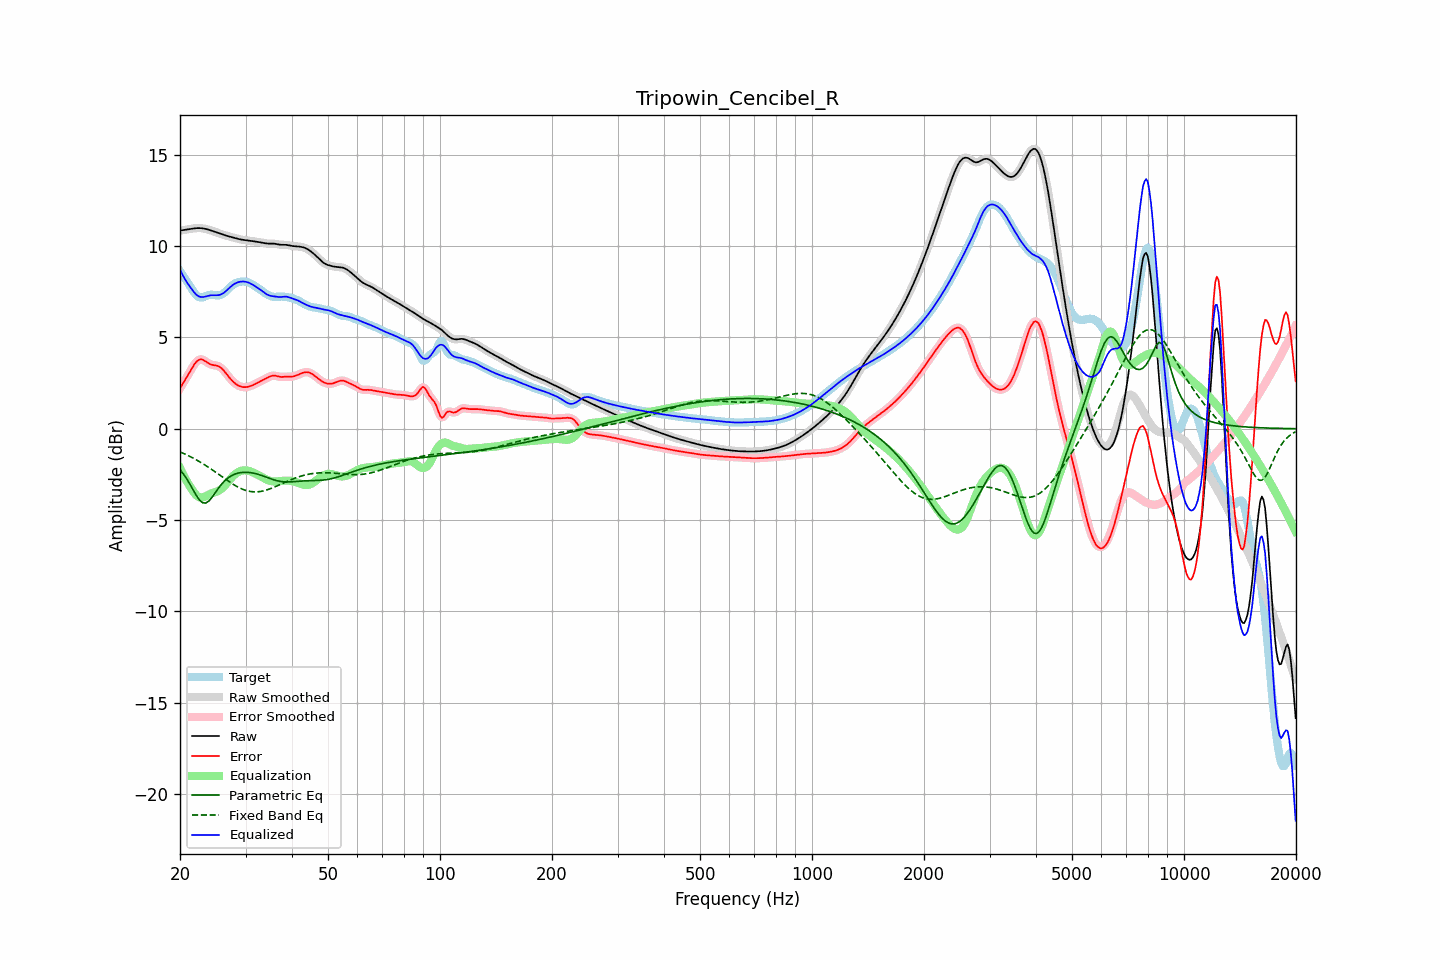 Tripowin_Cencibel_R
Amplitude (dBr)
15
10
5
0
−5
−10
−15
−20
Target
Raw Smoothed
Error Smoothed
Raw
Error
Equalization
Parametric Eq
Fixed Band Eq
Equalized
20
50
100
200
500
1000
2000
5000
10000
20000
Frequency (Hz)